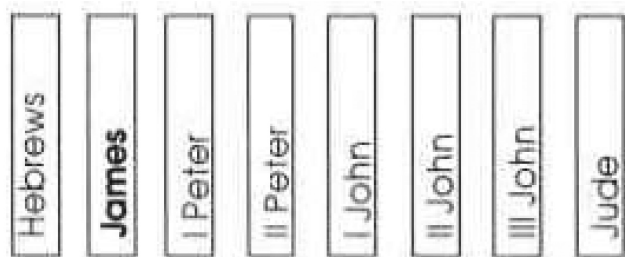 Hebrews
James
I Peter
II Peter
I John
II John
III John
Jude